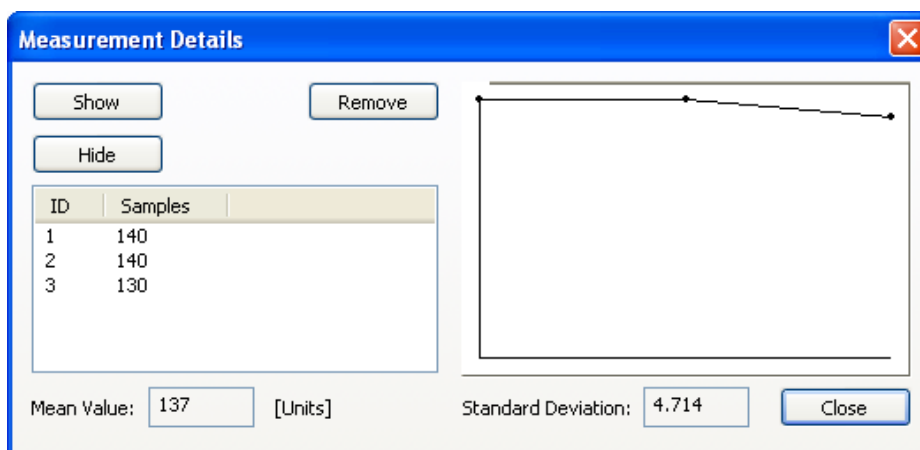 Measurement Details
Show
Remove
Hide
ID Samples
1 140
2 140
3 130
Mean Value: 137 [Units]
Standard Deviation: 4.714
Close